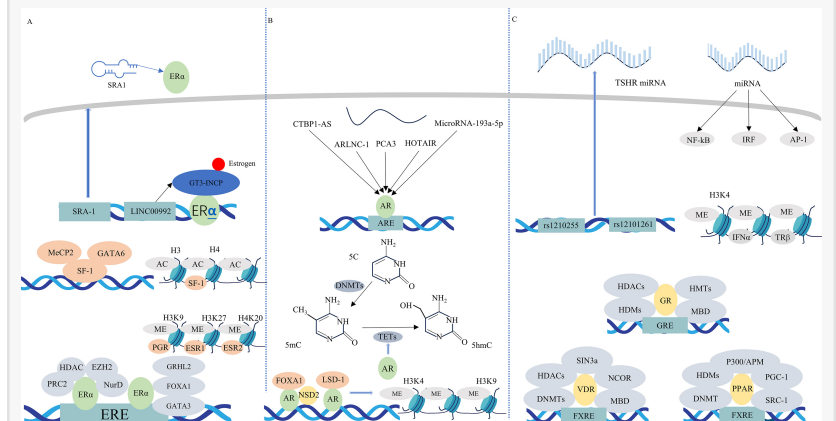 A
SRA1
ERα
Estrogen
GT3-INCP
SRA-1
LINC00992
ERα
MeCP2
GATA6
SF-1
H3
H4
AC
AC
AC
SF-1
H3K9
H3K27
H4K20
ME
ME
ME
PGR
ESR1
ESR2
HDAC
EZH2
PRC2
ERα
NurD
ERα
GRHL2
FOXA1
GATA3
ERE
B
CTBP1-AS
MicroRNA-193a-5p
ARLNC-1
PCA3
HOTAIR
AR
ARE
5C
NH2
NH
N
O
DNMTs
CH3
NH2
NH
N
O
5mC
TETs
OH
NH2
NH
N
O
5hmC
AR
FOXA1
LSD-1
AR
NSD2
AR
H3K4
H3K9
ME
ME
ME
C
TSHR miRNA
miRNA
NF-kB
IRF
AP-1
rs1210255
rs12101261
H3K4
ME
ME
ME
IFNα
TRβ
HDACs
HMTs
GR
HDMs
MBD
GRE
SIN3a
HDACs
NCOR
VDR
DNMTs
MBD
FXRE
P300/APM
HDMs
PGC-1
PPAR
DNMT
SRC-1
FXRE